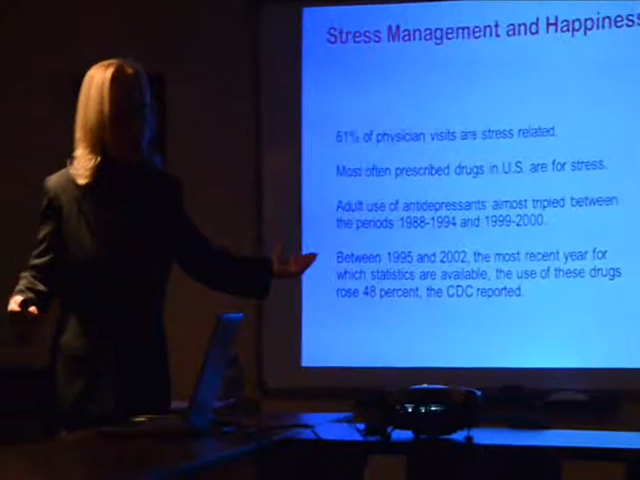 Stress Management and Happiness
61% of physician visits are stress related.
Most often prescribed drugs in U.S. are for stress.
Adult use of antidepressants almost tripled between
the periods 1988-1994 and 1999-2000.
Between 1995 and 2002, the most recent year for
which statistics are available, the use of these drugs
rose 48 percent, the CDC reported.